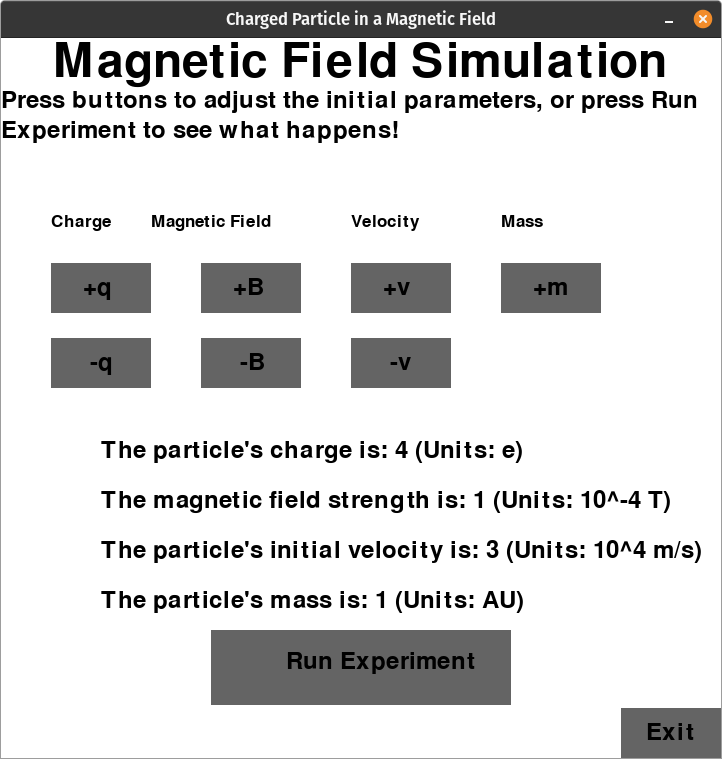 Charged Particle in a Magnetic Field
Magnetic Field Simulation
Press buttons to adjust the initial parameters, or press Run
Experiment to see what happens!
Charge Magnetic Field Velocity Mass
+q +B +v +m
-q -B -v
The particle's charge is: 4 (Units: e)
The magnetic field strength is: 1 (Units: 10^-4 T)
The particle's initial velocity is: 3 (Units: 10^4 m/s)
The particle's mass is: 1 (Units: AU)
Run Experiment
Exit